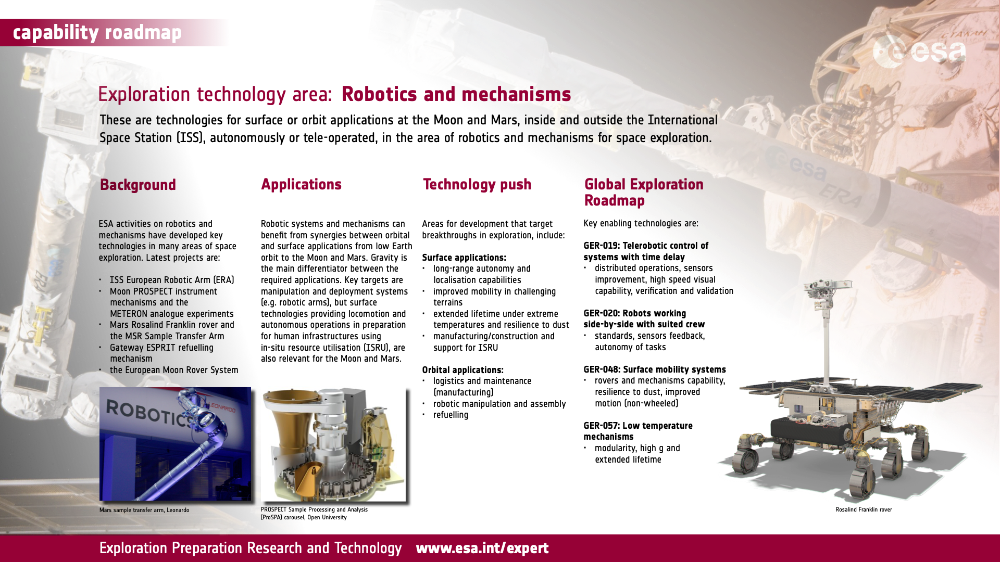 capability roadmap
esa
СТАКАН
Exploration technology area: Robotics and mechanisms
These are technologies for surface or orbit applications at the Moon and Mars, inside and outside the International
Space Station (ISS), autonomously or tele-operated, in the area of robotics and mechanisms for space exploration.
esa
ERA
ТК3
Background
ESA activities on robotics and
mechanisms have developed key
technologies in many areas of space
exploration. Latest projects are:
• ISS European Robotic Arm (ERA)
• Moon PROSPECT instrument
mechanisms and the
METERON analogue experiments
• Mars Rosalind Franklin rover and
the MSR Sample Transfer Arm
• Gateway ESPRIT refuelling
mechanism
• the European Moon Rover System
ROBOTICS
LEONARDO
Mars sample transfer arm, Leonardo
Applications
Robotic systems and mechanisms can
benefit from synergies between orbital
and surface applications from low Earth
orbit to the Moon and Mars. Gravity is
the main differentiator between the
required applications. Key targets are
manipulation and deployment systems
(e.g. robotic arms), but surface
technologies providing locomotion and
autonomous operations in preparation
for human infrastructures using
in-situ resource utilisation (ISRU), are
also relevant for the Moon and Mars.
PROSPECT Sample Processing and Analysis
(ProSPA) carousel, Open University
Technology push
Areas for development that target
breakthroughs in exploration, include:
Surface applications:
• long-range autonomy and
localisation capabilities
• improved mobility in challenging
terrains
• extended lifetime under extreme
temperatures and resilience to dust
• manufacturing/construction and
support for ISRU
Orbital applications:
• logistics and maintenance
(manufacturing)
• robotic manipulation and assembly
• refuelling
Global Exploration
Roadmap
Key enabling technologies are:
GER-019: Telerobotic control of
systems with time delay
• distributed operations, sensors
improvement, high speed visual
capability, verification and validation
GER-020: Robots working
side-by-side with suited crew
• standards, sensors feedback,
autonomy of tasks
GER-048: Surface mobility systems
• rovers and mechanisms capability,
resilience to dust, improved
motion (non-wheeled)
GER-057: Low temperature
mechanisms
• modularity, high g and
extended lifetime
Rosalind Franklin rover
Exploration Preparation Research and Technology www.esa.int/expert